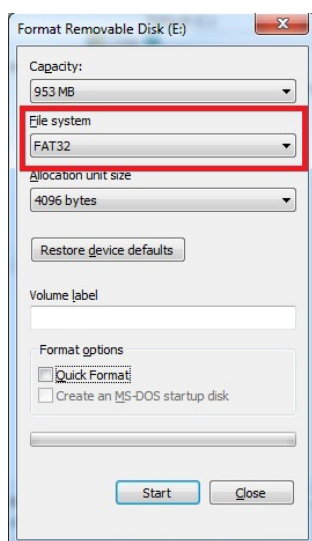 Format Removable Disk (E:)
Capacity:
953 MB
File system
FAT32
Allocation unit size
4096 bytes
Restore device defaults
Volume label
Format options
Quick Format
Create an MS-DOS startup disk
Start Close